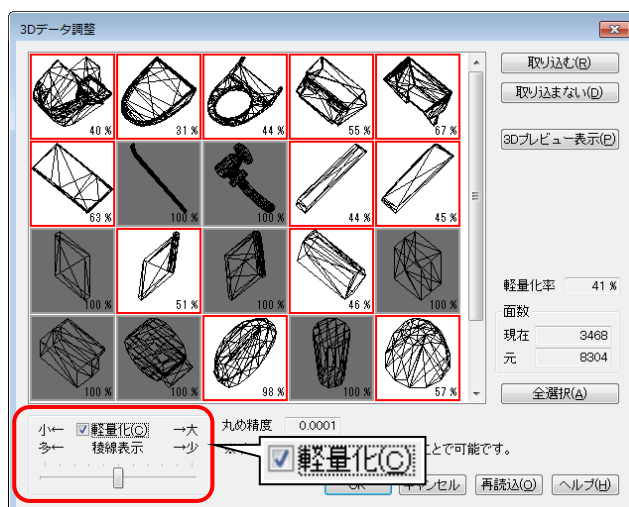 3Dデータ調整
40 %
31 %
44 %
55 %
67 %
取り込む(R)
取り込まない(D)
3Dプレビュー表示(P)
63 %
100 %
100 %
44 %
45 %
100 %
51 %
100 %
46 %
100 %
軽量化率 41 %
面数
現在 3468
元 8304
100 %
100 %
98 %
100 %
57 %
全選択(A)
小← 軽量化(C) →大
多← 稜線表示 →少
丸め精度 0.0001
ことで可能です。
軽量化(C)
OK キャンセル 再読込(O) ヘルプ(H)